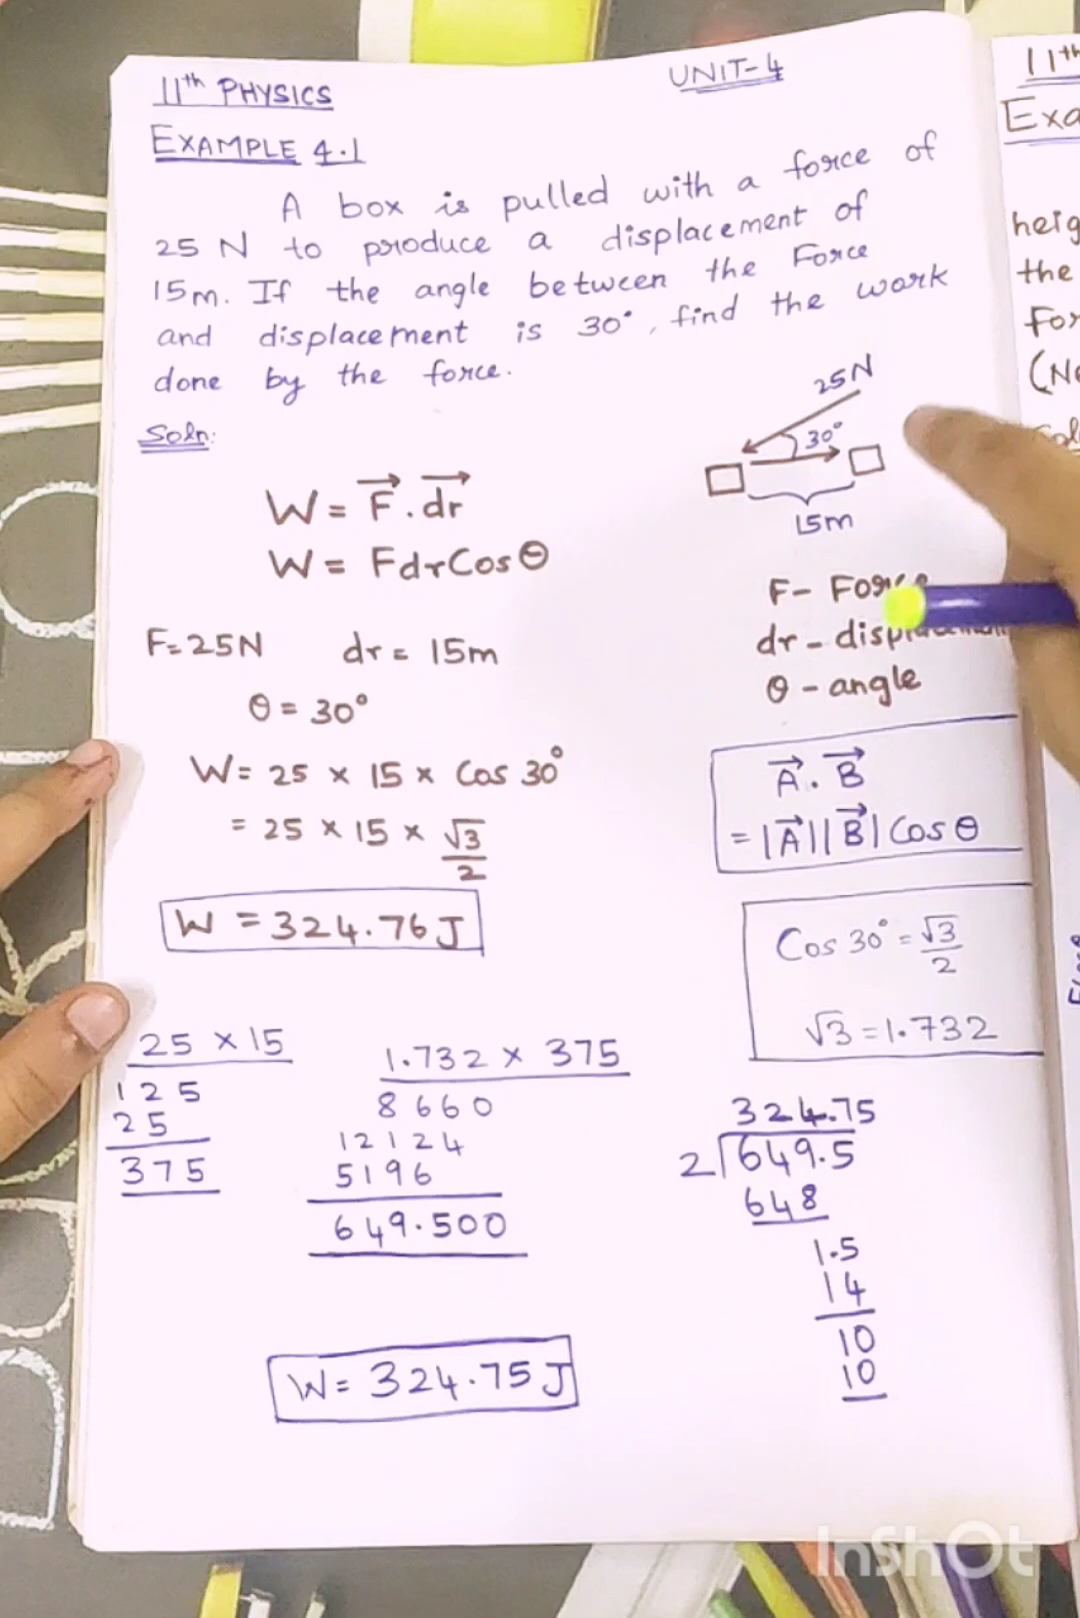 11th PHYSICS
UNIT-4
EXAMPLE 4.1
A box is pulled with a force of
25 N to produce a displacement of
15m. If the angle between the Force
and displacement is 30°, find the work
done by the force.
Soln:
25N
30°
15m
W = F→ . dr→
W = FdrCosθ
F- Force
dr - displacement
θ - angle
F=25N dr = 15m
θ = 30°
W= 25 × 15 × Cos 30°
= 25 × 15 × √3/2
W = 324.76 J
A→ . B→
= |A→||B→| Cos θ
Cos 30° = √3/2
√3 = 1.732
25 × 15
125
25
375
1.732 × 375
8660
12124
5196
649.500
324.75
2 649.5
648
1.5
14
10
10
W= 324.75 J
11th
Exa
heig
the
For
(No
InShOt